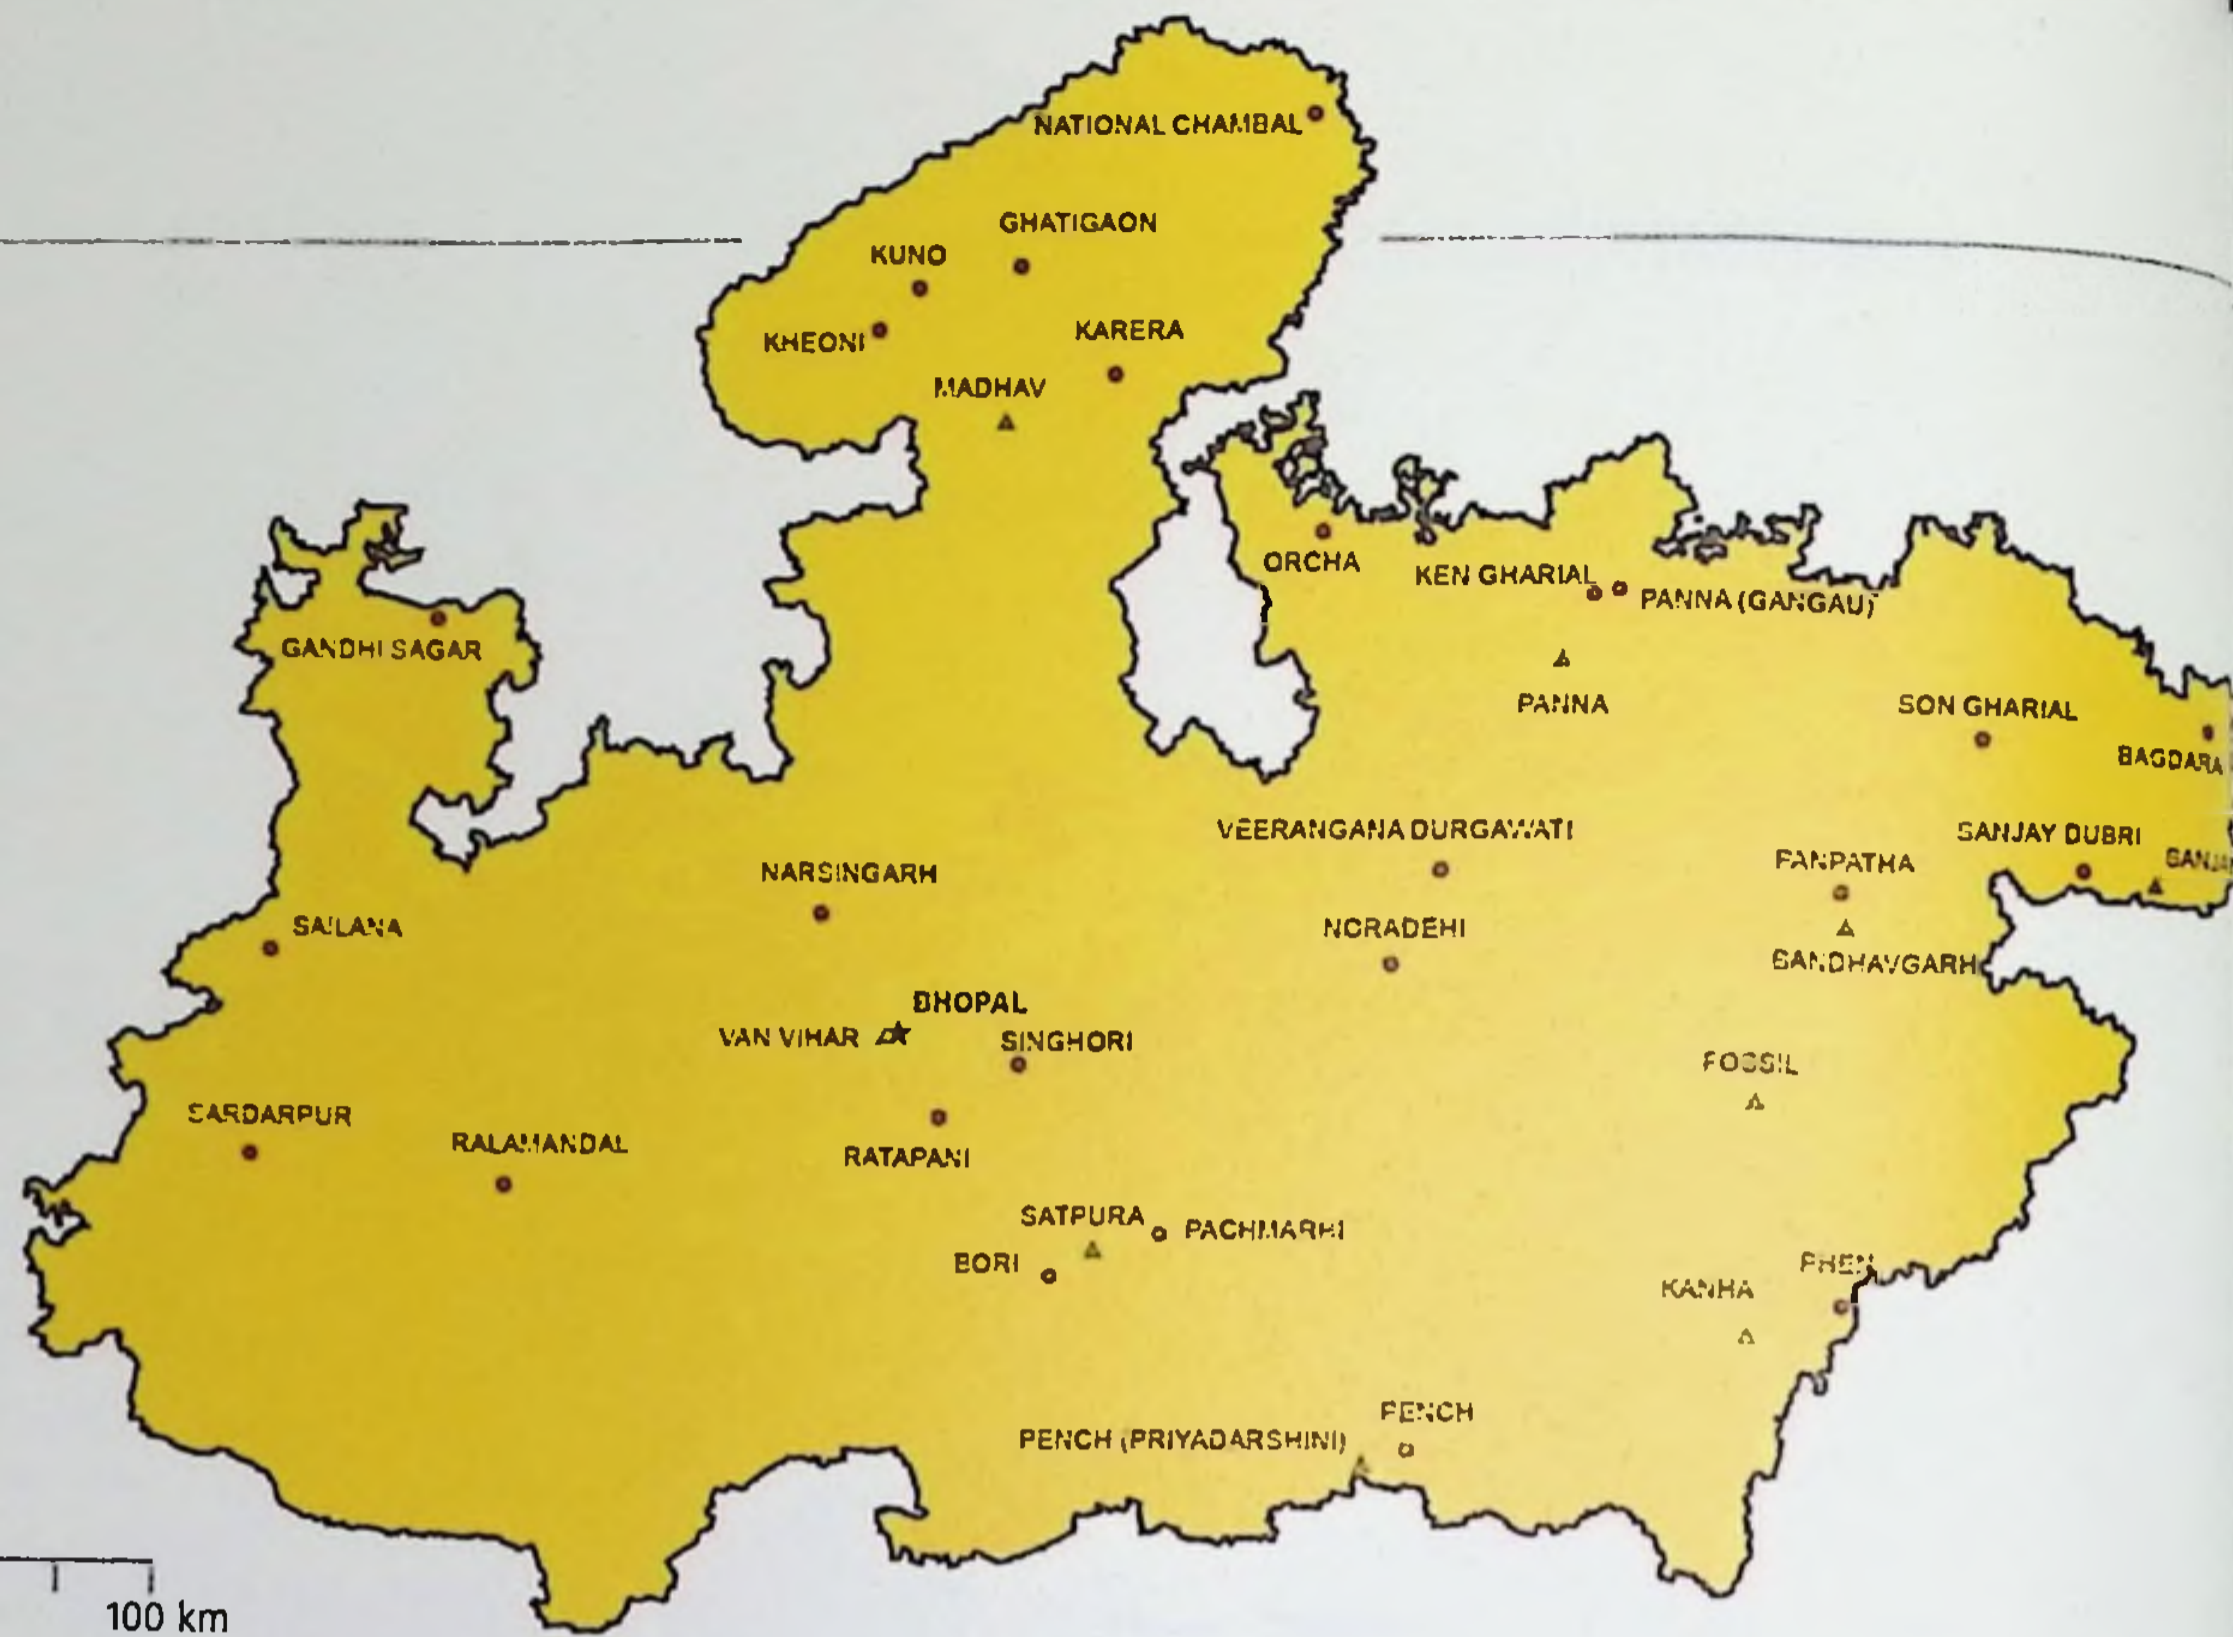 NATIONAL CHAMBAL
GHATIGAON
KUNO
KHEONI
KARERA
MADHAV
ORCHA
KEN GHARIAL
PANNA (GANGAU)
GANDHI SAGAR
PANNA
SON GHARIAL
BAGDARA
VEERANGANA DURGAWATI
SANJAY DUBRI
PANPATHA
NARSINGARH
SAILANA
NORADEHI
BANDHAVGARH
BHOPAL
VAN VIHAR
SINGHORI
FOSSIL
SARDARPUR
RALAMANDAL
RATAPANI
SATPURA
PACHMARHI
BORI
PHEN
KANHA
PENCH
PENCH (PRIYADARSHINI)
100 km